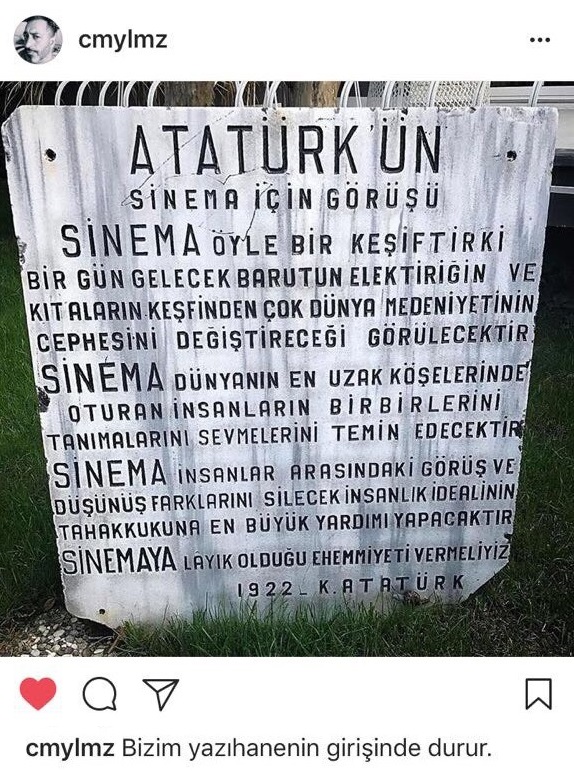 cmylmz
ATATÜRK'ÜN
SİNEMA İÇİN GÖRÜŞÜ
SİNEMA ÖYLE BİR KEŞİFTİRKİ
BİR GÜN GELECEK BARUTUN ELEKTİRİĞİN VE
KITALARIN KEŞFİNDEN ÇOK DÜNYA MEDENİYETİNİN
CEPHESİNİ DEĞİŞTİRECEĞİ GÖRÜLECEKTİR
SİNEMA DÜNYANIN EN UZAK KÖŞELERİNDE
OTURAN İNSANLARIN BİRBİRLERİNİ
TANIMALARINI SEVMELERİNİ TEMİN EDECEKTİR
SİNEMA İNSANLAR ARASINDAKİ GÖRÜŞ VE
DÜŞÜNÜŞ FARKLARINI SİLECEK İNSANLIK İDEALİNİN
TAHAKKUKUNA EN BÜYÜK YARDIMI YAPACAKTIR
SİNEMAYA LAYIK OLDUĞU EHEMMİYETİ VERMELİYİZ
1922_ K.ATATÜRK
cmylmz Bizim yazıhanenin girişinde durur.